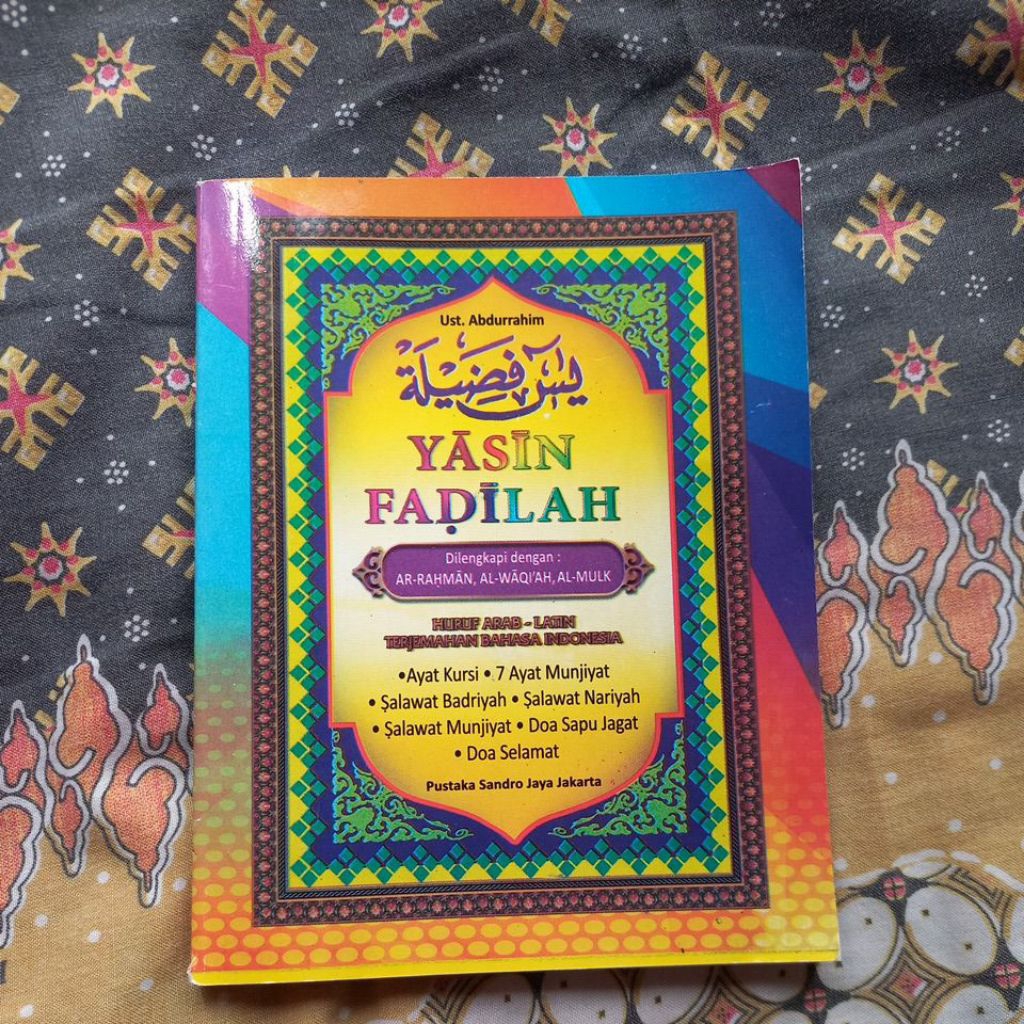 Ust. Abdurrahim
يس فَضِيْلَة
YĀSĪN
FAḌĪLAH
Dilengkapi dengan :
AR-RAḤMĀN, AL-WĀQI'AH, AL-MULK
HURUF ARAB - LATIN
TERJEMAHAN BAHASA INDONESIA
•Ayat Kursi • 7 Ayat Munjiyat
• Ṣalawat Badriyah • Ṣalawat Nariyah
• Ṣalawat Munjiyat • Doa Sapu Jagat
• Doa Selamat
Pustaka Sandro Jaya Jakarta